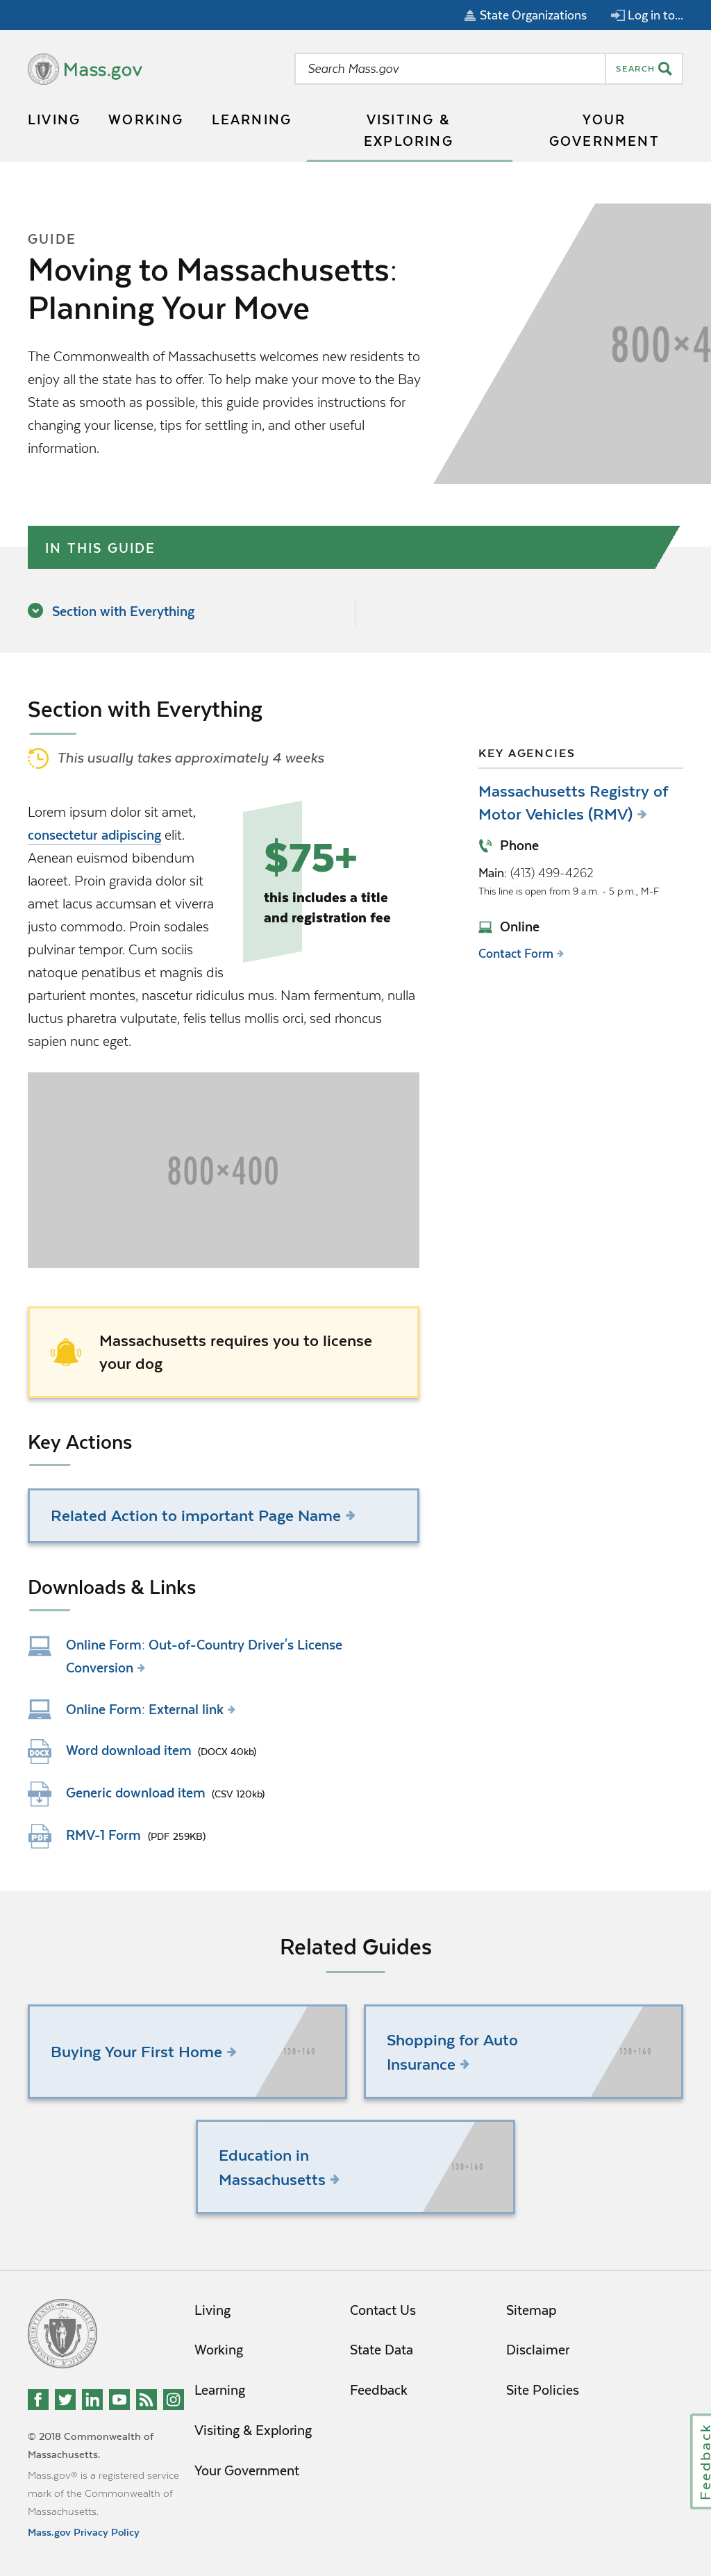 State Organizations
Log in to...
Mass.gov
Search Mass.gov
SEARCH
LIVING
WORKING
LEARNING
VISITING &
EXPLORING
YOUR
GOVERNMENT
GUIDE
Moving to Massachusetts:
Planning Your Move
The Commonwealth of Massachusetts welcomes new residents to
enjoy all the state has to offer. To help make your move to the Bay
State as smooth as possible, this guide provides instructions for
changing your license, tips for settling in, and other useful
information.
800×4
IN THIS GUIDE
Section with Everything
Section with Everything
This usually takes approximately 4 weeks
Lorem ipsum dolor sit amet,
consectetur adipiscing elit.
Aenean euismod bibendum
laoreet. Proin gravida dolor sit
amet lacus accumsan et viverra
justo commodo. Proin sodales
pulvinar tempor. Cum sociis
natoque penatibus et magnis dis
parturient montes, nascetur ridiculus mus. Nam fermentum, nulla
luctus pharetra vulputate, felis tellus mollis orci, sed rhoncus
sapien nunc eget.
$75+
this includes a title
and registration fee
800×400
Massachusetts requires you to license
your dog
Key Actions
Related Action to important Page Name
Downloads & Links
Online Form: Out-of-Country Driver's License
Conversion
Online Form: External link
DOCX
Word download item (DOCX 40kb)
Generic download item (CSV 120kb)
PDF
RMV-1 Form (PDF 259KB)
KEY AGENCIES
Massachusetts Registry of
Motor Vehicles (RMV)
Phone
Main: (413) 499-4262
This line is open from 9 a.m. - 5 p.m., M-F
Online
Contact Form
Related Guides
Buying Your First Home
130×160
Shopping for Auto
Insurance
130×160
Education in
Massachusetts
130×160
Living
Working
Learning
Visiting & Exploring
Your Government
Contact Us
State Data
Feedback
Sitemap
Disclaimer
Site Policies
© 2018 Commonwealth of
Massachusetts.
Mass.gov® is a registered service
mark of the Commonwealth of
Massachusetts.
Mass.gov Privacy Policy
Feedback